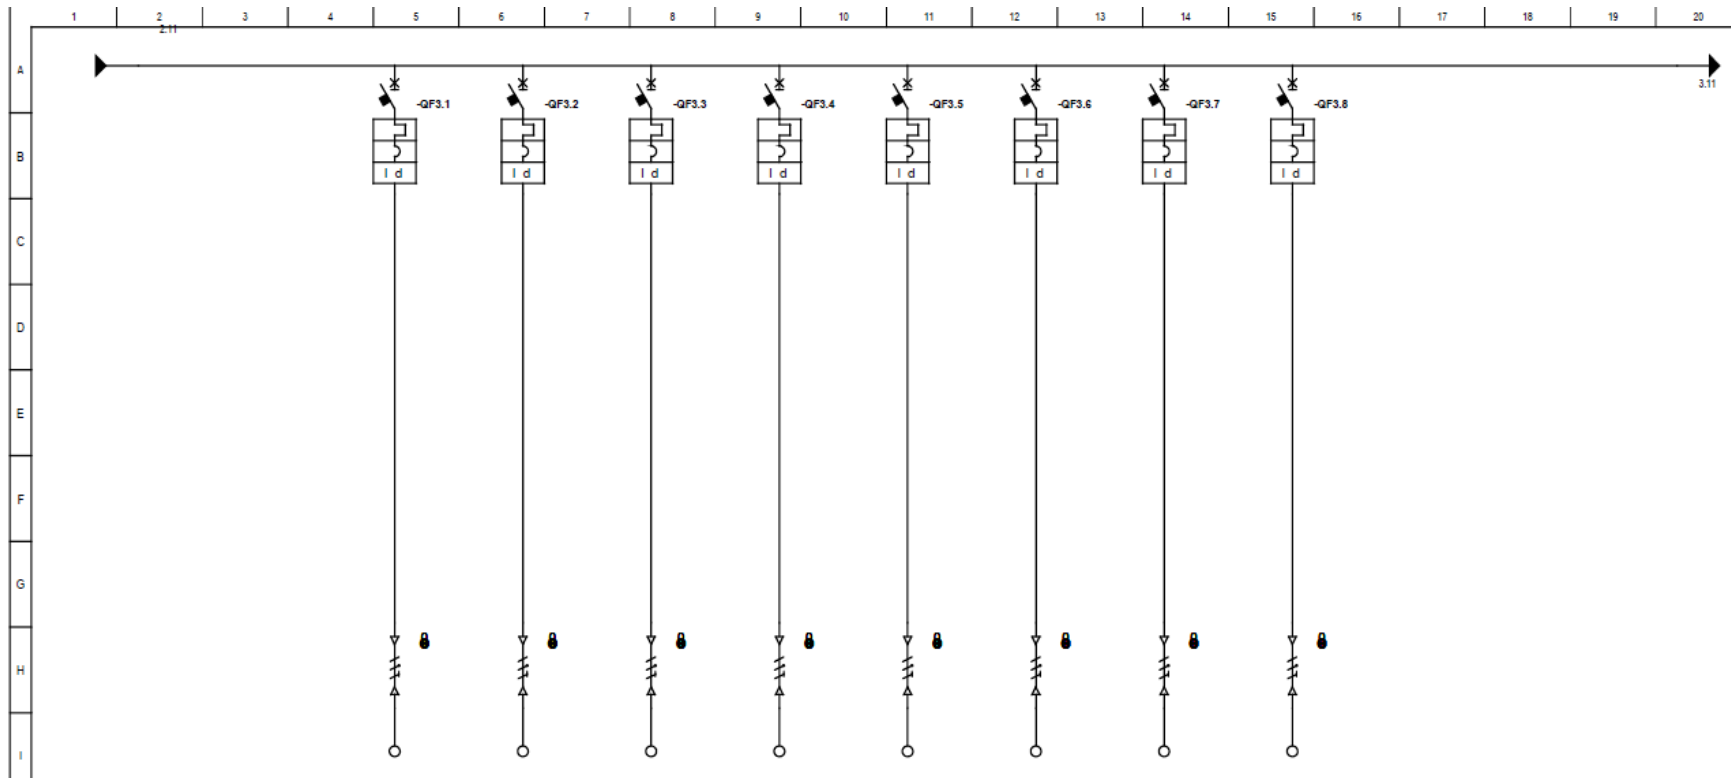 1 2 3 4 5 6 7 8 9 10 11 12 13 14 15 16 17 18 19 20
2.11
A
3.11
-QF3.1 -QF3.2 -QF3.3 -QF3.4 -QF3.5 -QF3.6 -QF3.7 -QF3.8
B
I d I d I d I d I d I d I d I d
C
D
E
F
G
H
I